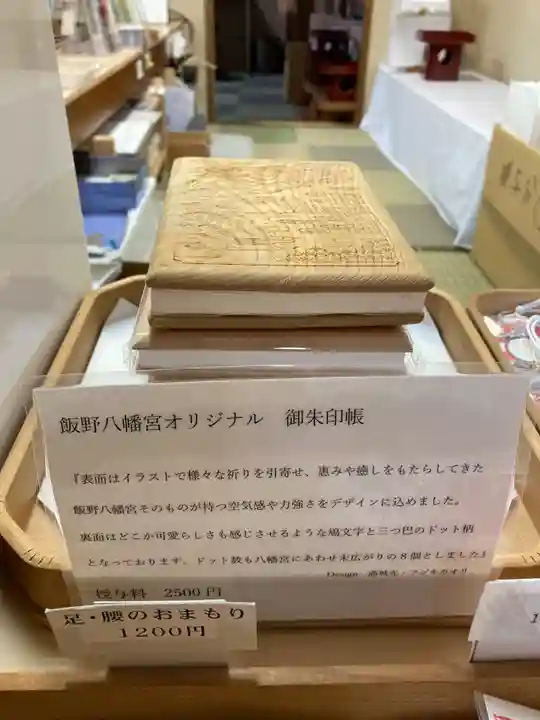 飯野八幡宮オリジナル 御朱印帳
『表面はイラストで様々な祈りを引寄せ、恵みや癒しをもたらしてきた
飯野八幡宮そのものが持つ空気感や力強さをデザインに込めました。
裏面はどこか可愛らしさも感じさせるような鳩文字と三つ巴のドット柄
となっております。ドット数も八幡宮にあわせ末広がりの8個としました』
Design
授与料 2500円
足・腰のおまもり
1200円